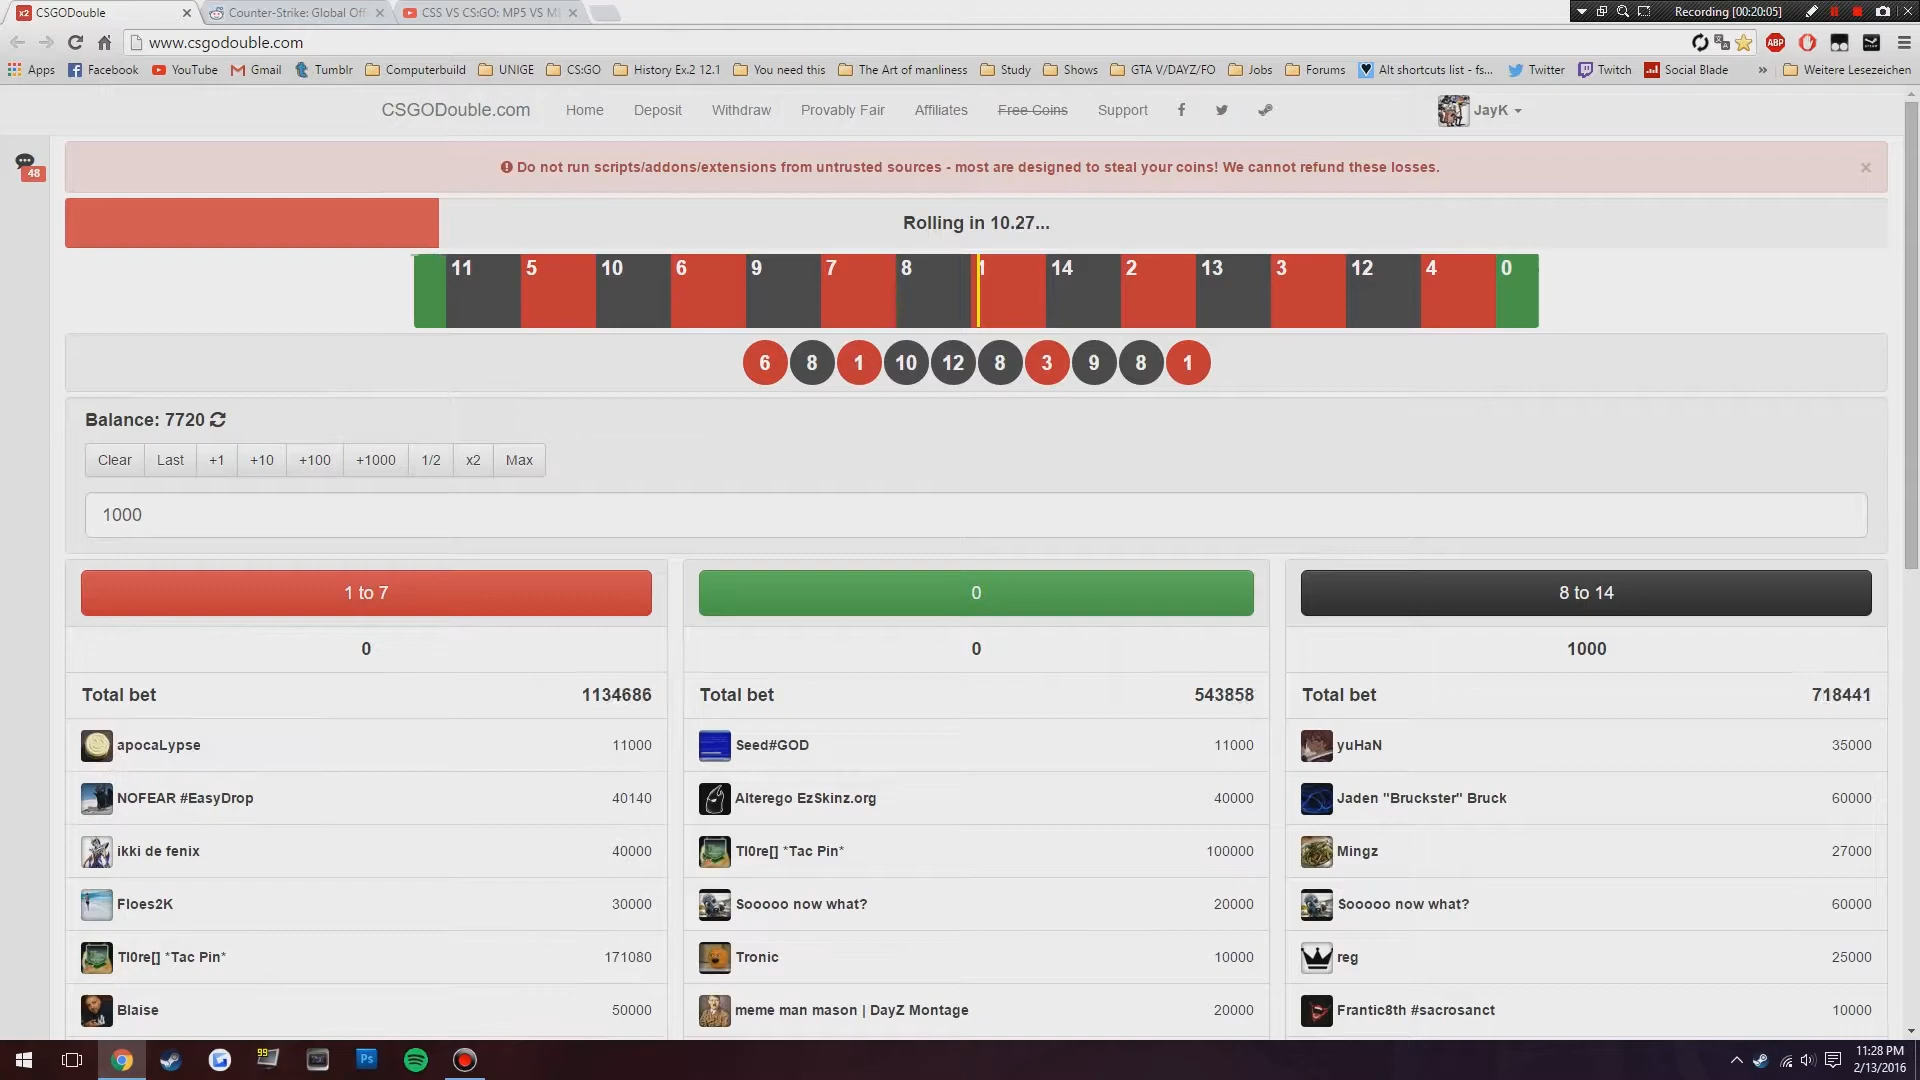 CSGODouble
Counter-Strike: Global Off
CSS VS CS:GO: MP5 VS M
Recording [00:20:05]
www.csgodouble.com
ABP
Apps
Facebook
YouTube
Gmail
Tumblr
Computerbuild
UNIGE
CS:GO
History Ex.2 12.1
You need this
The Art of manliness
Study
Shows
GTA V/DAYZ/FO
Jobs
Forums
Alt shortcuts list - fs...
Twitter
Twitch
Social Blade
»
Weitere Lesezeichen
CSGODouble.com
Home
Deposit
Withdraw
Provably Fair
Affiliates
Free Coins
Support
JayK
48
Do not run scripts/addons/extensions from untrusted sources - most are designed to steal your coins! We cannot refund these losses.
×
Rolling in 10.27...
11 5 10 6 9 7 8 1 14 2 13 3 12 4 0
6 8 1 10 12 8 3 9 8 1
Balance: 7720
Clear Last +1 +10 +100 +1000 1/2 x2 Max
1000
1 to 7
0
8 to 14
0
0
1000
Total bet 1134686
Total bet 543858
Total bet 718441
apocaLypse 11000
Seed#GOD 11000
yuHaN 35000
NOFEAR #EasyDrop 40140
Alterego EzSkinz.org 40000
Jaden "Bruckster" Bruck 60000
ikki de fenix 40000
Tl0re[] *Tac Pin* 100000
Mingz 27000
Floes2K 30000
Sooooo now what? 20000
Sooooo now what? 60000
Tl0re[] *Tac Pin* 171080
Tronic 10000
reg 25000
Blaise 50000
meme man mason | DayZ Montage 20000
Frantic8th #sacrosanct 10000
99
Ps
11:28 PM
2/13/2016